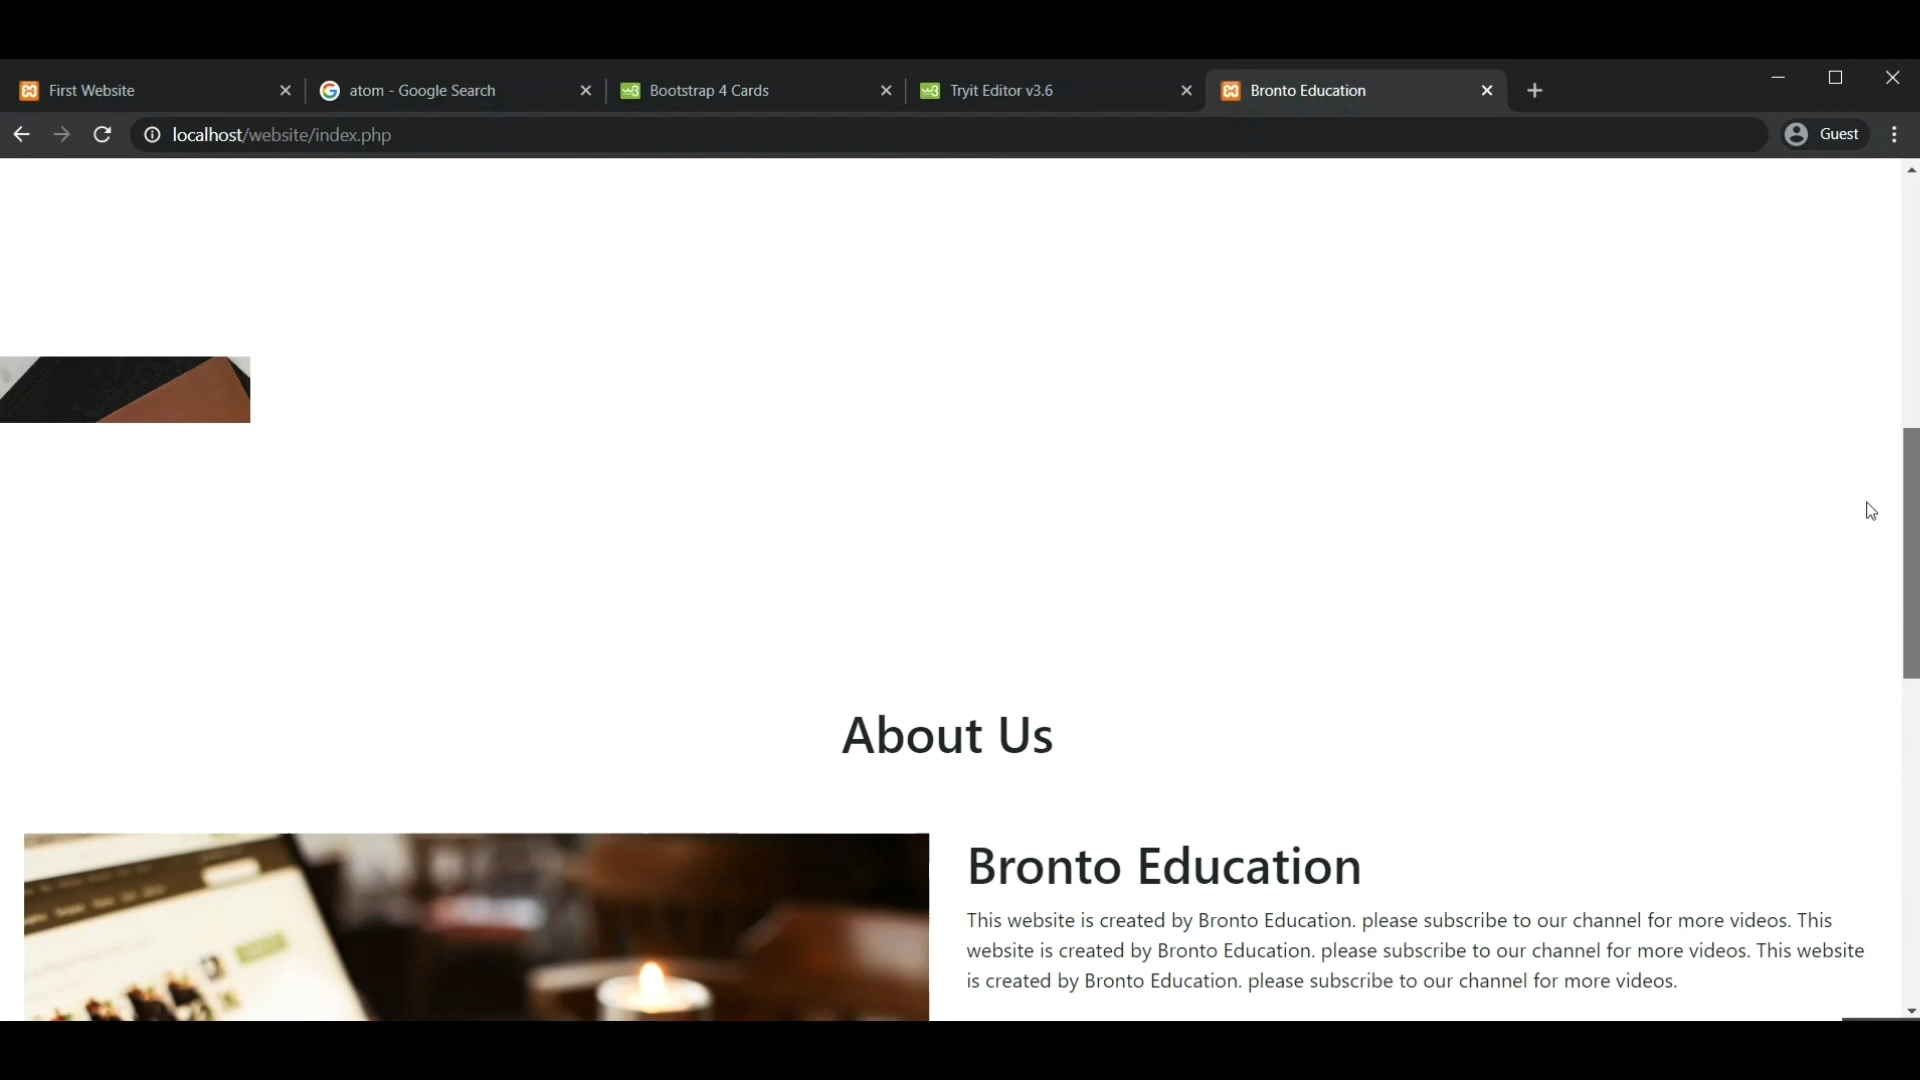 First Website
atom - Google Search
Bootstrap 4 Cards
Tryit Editor v3.6
Bronto Education
localhost/website/index.php
Guest
About Us
Bronto Education
This website is created by Bronto Education. please subscribe to our channel for more videos. This
website is created by Bronto Education. please subscribe to our channel for more videos. This website
is created by Bronto Education. please subscribe to our channel for more videos.